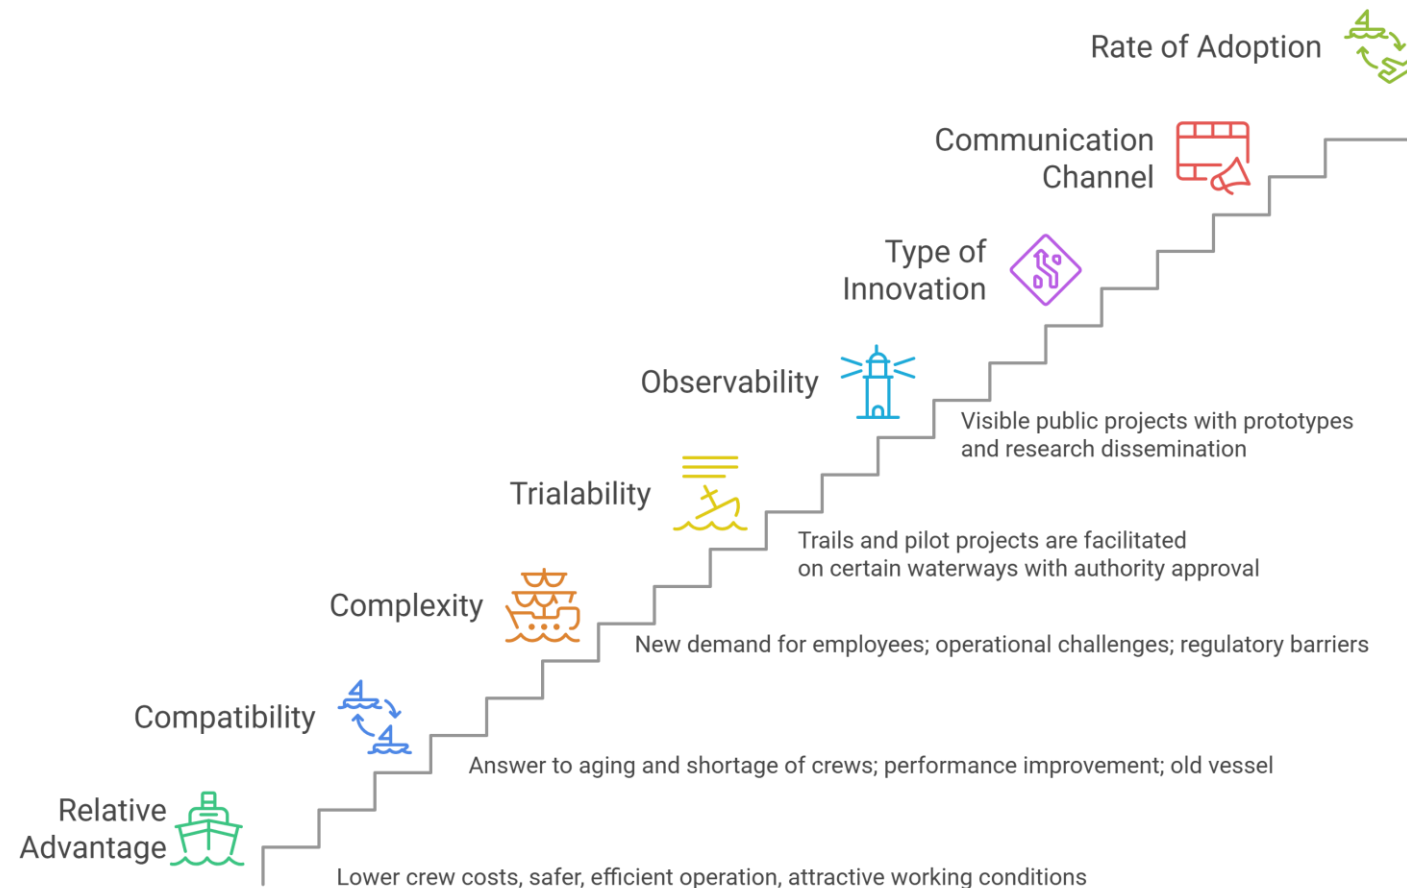 Rate of Adoption
Communication
Channel
Type of
Innovation
Observability
Visible public projects with prototypes
and research dissemination
Trialability
Trails and pilot projects are facilitated
on certain waterways with authority approval
Complexity
New demand for employees; operational challenges; regulatory barriers
Compatibility
Answer to aging and shortage of crews; performance improvement; old vessel
Relative
Advantage
Lower crew costs, safer, efficient operation, attractive working conditions